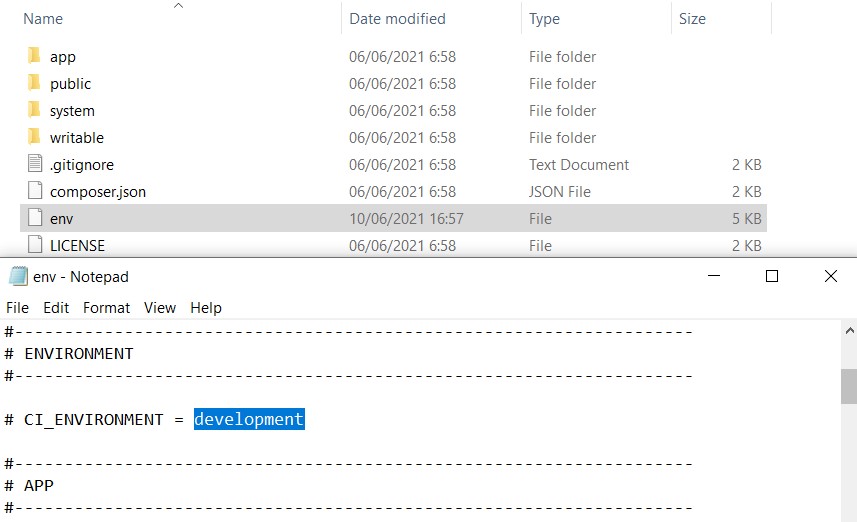 Name Date modified Type Size
app 06/06/2021 6:58 File folder
public 06/06/2021 6:58 File folder
system 06/06/2021 6:58 File folder
writable 06/06/2021 6:58 File folder
.gitignore 06/06/2021 6:58 Text Document 2 KB
composer.json 06/06/2021 6:58 JSON File 2 KB
env 10/06/2021 16:57 File 5 KB
LICENSE 06/06/2021 6:58 File 2 KB
env - Notepad
File Edit Format View Help
#--------------------------------------------------------------------
# ENVIRONMENT
#--------------------------------------------------------------------
# CI_ENVIRONMENT = development
#--------------------------------------------------------------------
# APP
#--------------------------------------------------------------------